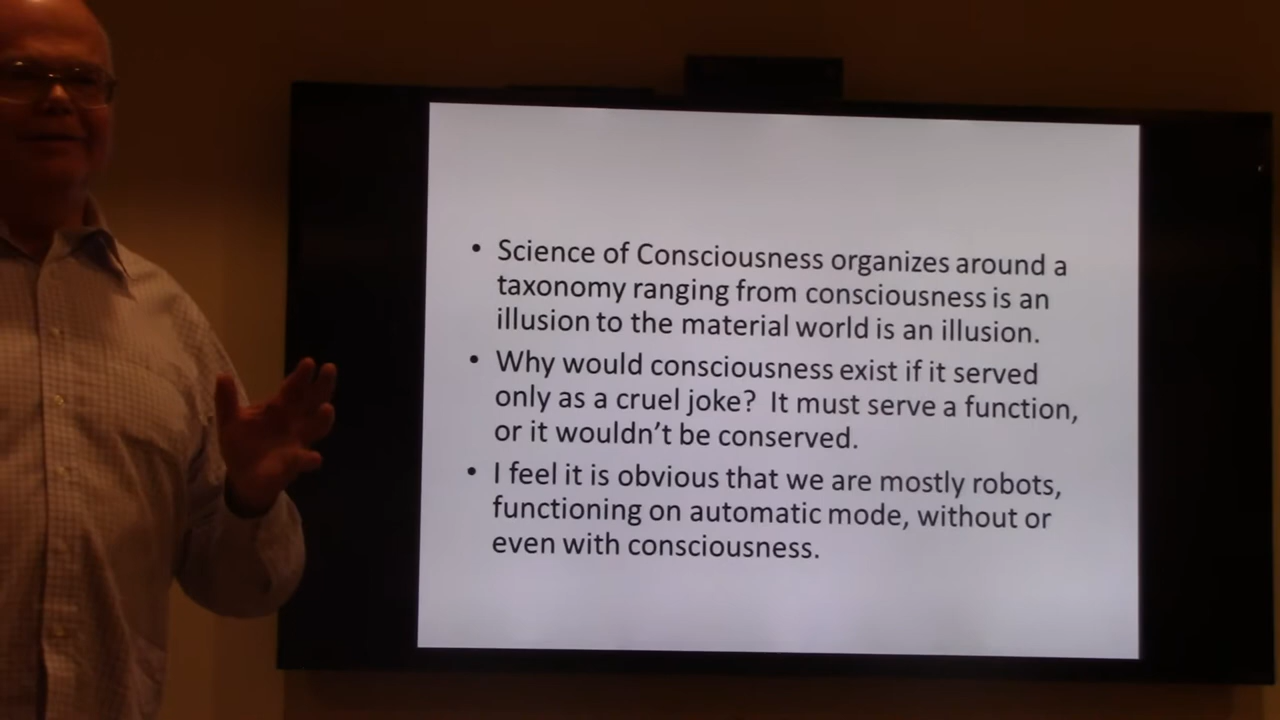 • Science of Consciousness organizes around a
taxonomy ranging from consciousness is an
illusion to the material world is an illusion.
• Why would consciousness exist if it served
only as a cruel joke? It must serve a function,
or it wouldn't be conserved.
• I feel it is obvious that we are mostly robots,
functioning on automatic mode, without or
even with consciousness.